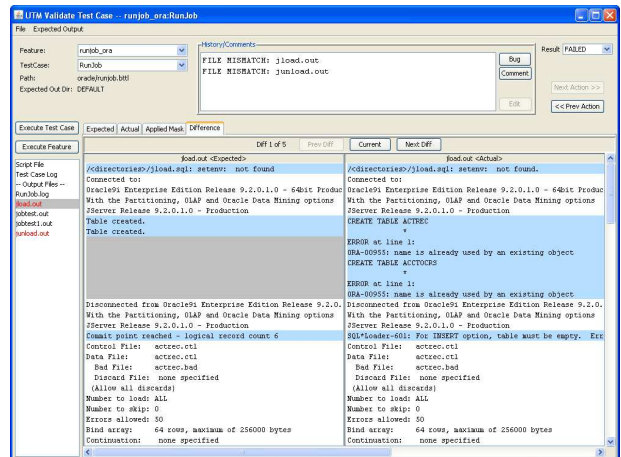 UTM Validate Test Case -- runjob_ora:RunJob
File Expected Output
Feature: runjob_ora
TestCase: RunJob
Path: oracle/runjob.bttl
Expected Out Dir: DEFAULT
History/Comments
FILE MISMATCH: jload.out
FILE MISMATCH: junload.out
Bug
Comment
Edit
Result FAILED
Next Action >>
<< Prev Action
Execute Test Case
Execute Feature
Expected Actual Applied Mask Difference
Diff 1 of 5 Prev Diff Current Next Diff
Script File
Test Case Log
-- Output Files --
RunJob.log
jload.out
jobtest.out
jobtest1.out
junload.out
jload.out <Expected>
/<directories>/jload.sql: setenv: not found
Connected to:
Oracle9i Enterprise Edition Release 9.2.0.1.0 - 64bit Produc
With the Partitioning, OLAP and Oracle Data Mining options
JServer Release 9.2.0.1.0 - Production
Table created.
Table created.
Disconnected from Oracle9i Enterprise Edition Release 9.2.0.
With the Partitioning, OLAP and Oracle Data Mining options
JServer Release 9.2.0.1.0 - Production
Commit point reached - logical record count 6
Control File: actrec.ctl
Data File: actrec.ctl
Bad File: actrec.bad
Discard File: none specified
(Allow all discards)
Number to load: ALL
Number to skip: 0
Errors allowed: 50
Bind array: 64 rows, maximum of 256000 bytes
Continuation: none specified
jload.out <Actual>
/<directories>/jload.sql: setenv: not found.
Connected to:
Oracle9i Enterprise Edition Release 9.2.0.1.0 - 64bit Produc
With the Partitioning, OLAP and Oracle Data Mining options
JServer Release 9.2.0.1.0 - Production
CREATE TABLE ACTREC
*
ERROR at line 1:
ORA-00955: name is already used by an existing object
CREATE TABLE ACCTOCRS
*
ERROR at line 1:
ORA-00955: name is already used by an existing object
Disconnected from Oracle9i Enterprise Edition Release 9.2.0.
With the Partitioning, OLAP and Oracle Data Mining options
JServer Release 9.2.0.1.0 - Production
SQL*Loader-601: For INSERT option, table must be empty. Err
Control File: actrec.ctl
Data File: actrec.ctl
Bad File: actrec.bad
Discard File: none specified
(Allow all discards)
Number to load: ALL
Number to skip: 0
Errors allowed: 50
Bind array: 64 rows, maximum of 256000 bytes
Continuation: none specified